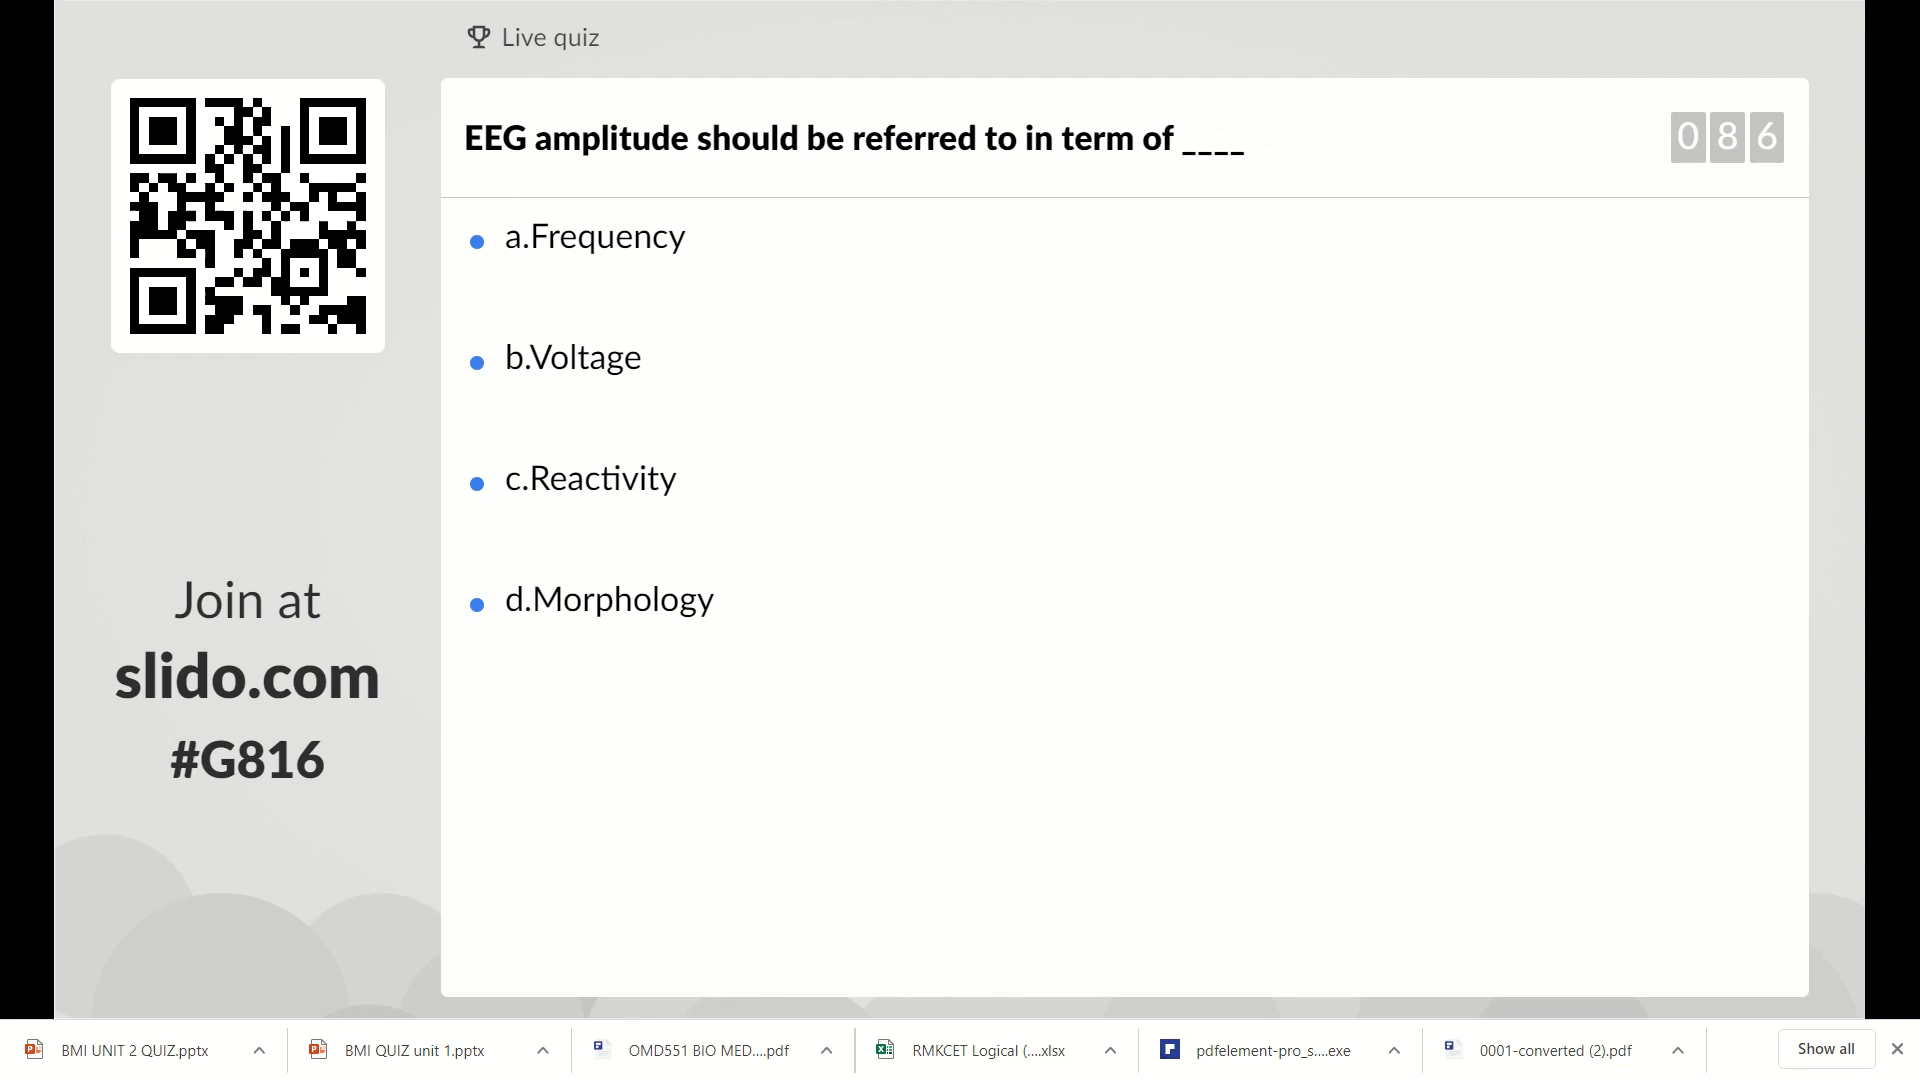 Live quiz
EEG amplitude should be referred to in term of ____
086
a.Frequency
b.Voltage
c.Reactivity
d.Morphology
Join at
slido.com
#G816
BMI UNIT 2 QUIZ.pptx
BMI QUIZ unit 1.pptx
OMD551 BIO MED....pdf
RMKCET Logical (....xlsx
pdfelement-pro_s....exe
0001-converted (2).pdf
Show all